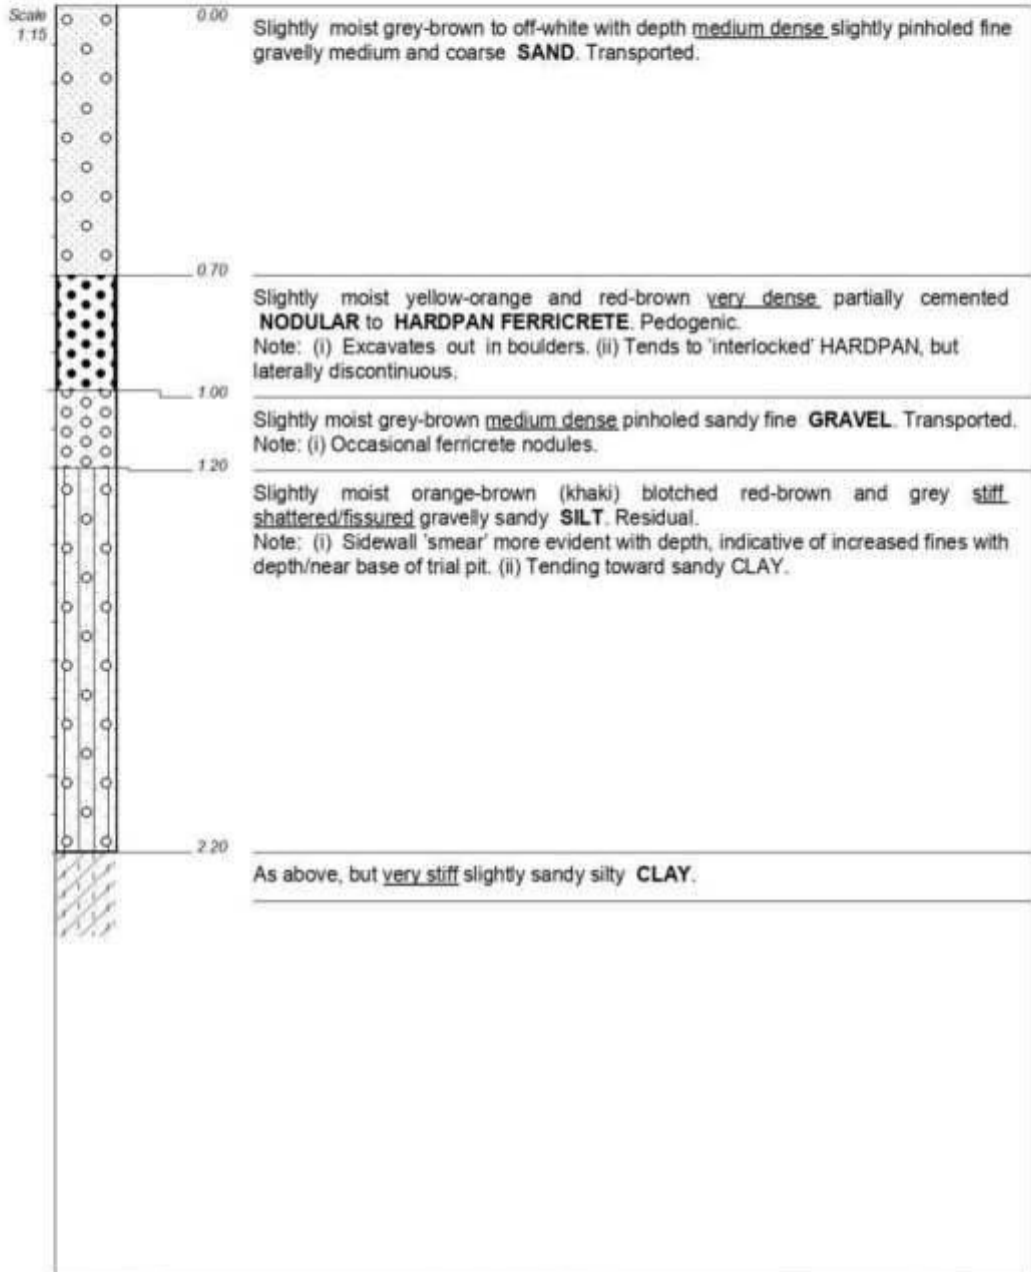 Scale
1:15
0.00
Slightly moist grey-brown to off-white with depth medium dense slightly pinholed fine
gravelly medium and coarse SAND. Transported.
0.70
Slightly moist yellow-orange and red-brown very dense partially cemented
NODULAR to HARDPAN FERRICRETE. Pedogenic.
Note: (i) Excavates out in boulders. (ii) Tends to 'interlocked' HARDPAN, but
laterally discontinuous.
1.00
Slightly moist grey-brown medium dense pinholed sandy fine GRAVEL. Transported.
Note: (i) Occasional ferricrete nodules.
1.20
Slightly moist orange-brown (khaki) blotched red-brown and grey stiff
shattered/fissured gravelly sandy SILT. Residual.
Note: (i) Sidewall 'smear' more evident with depth, indicative of increased fines with
depth/near base of trial pit. (ii) Tending toward sandy CLAY.
2.20
As above, but very stiff slightly sandy silty CLAY.